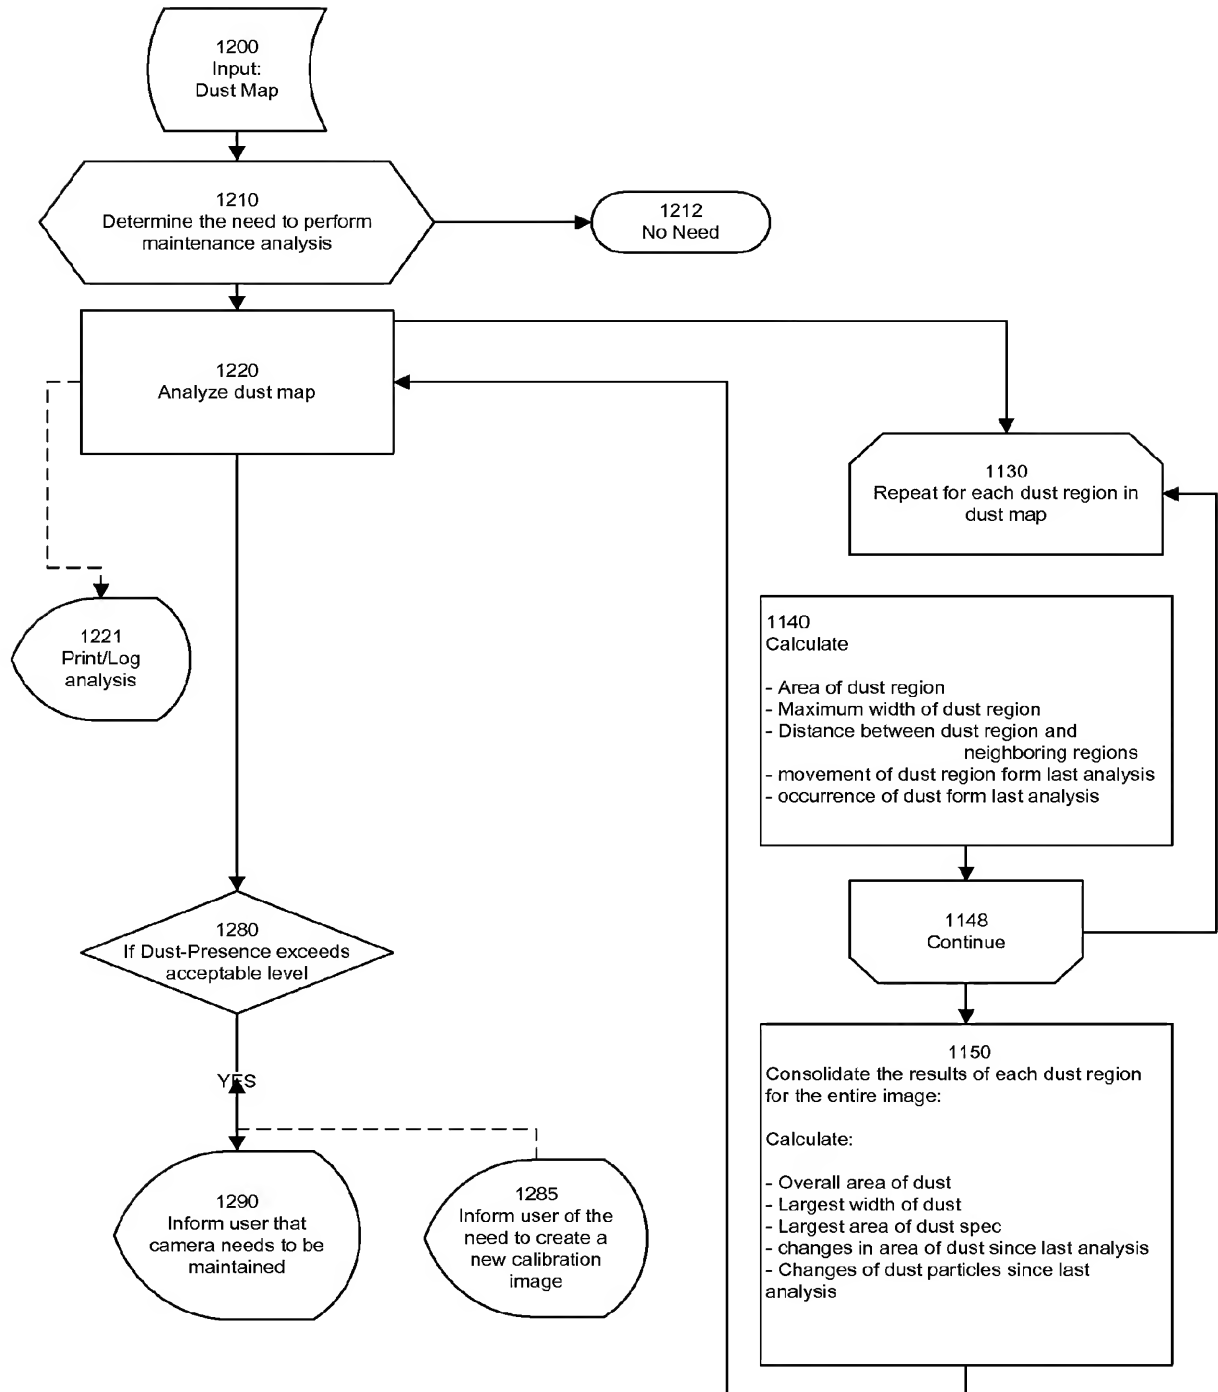 1200
Input:
Dust Map
1210
Determine the need to perform
maintenance analysis
1212
No Need
1220
Analyze dust map
1130
Repeat for each dust region in
dust map
1221
Print/Log
analysis
1140
Calculate
- Area of dust region
- Maximum width of dust region
- Distance between dust region and
neighboring regions
- movement of dust region form last analysis
- occurrence of dust form last analysis
1148
Continue
1280
If Dust-Presence exceeds
acceptable level
YES
1150
Consolidate the results of each dust region
for the entire image:
Calculate:
- Overall area of dust
- Largest width of dust
- Largest area of dust spec
- changes in area of dust since last analysis
- Changes of dust particles since last
analysis
1290
Inform user that
camera needs to be
maintained
1285
Inform user of the
need to create a
new calibration
image